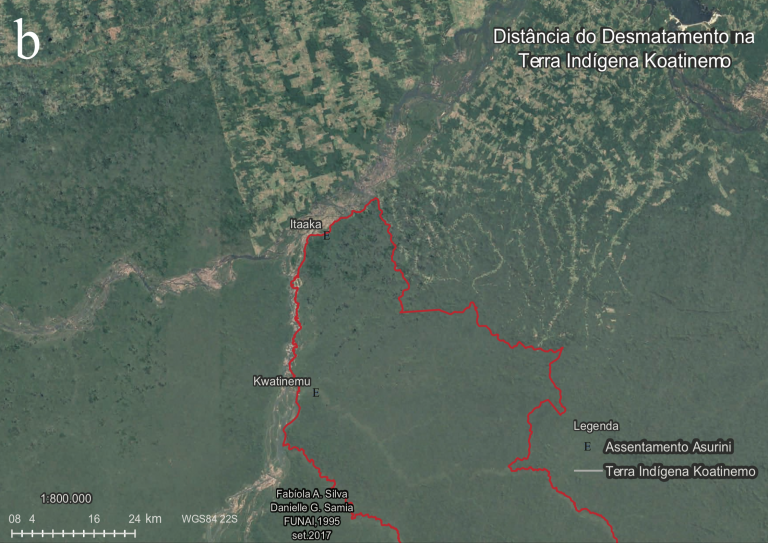 b
Distância do Desmatamento na
Terra Indígena Koatinemo
Itaaka
E
Kwatinemu
E
Legenda
E Assentamento Asurini
Terra Indígena Koatinemo
1:800.000
08 4 16 24 km
WGS84 22S
Fabíola A. Silva
Danielle G. Samia
FUNAI,1995
set.2017